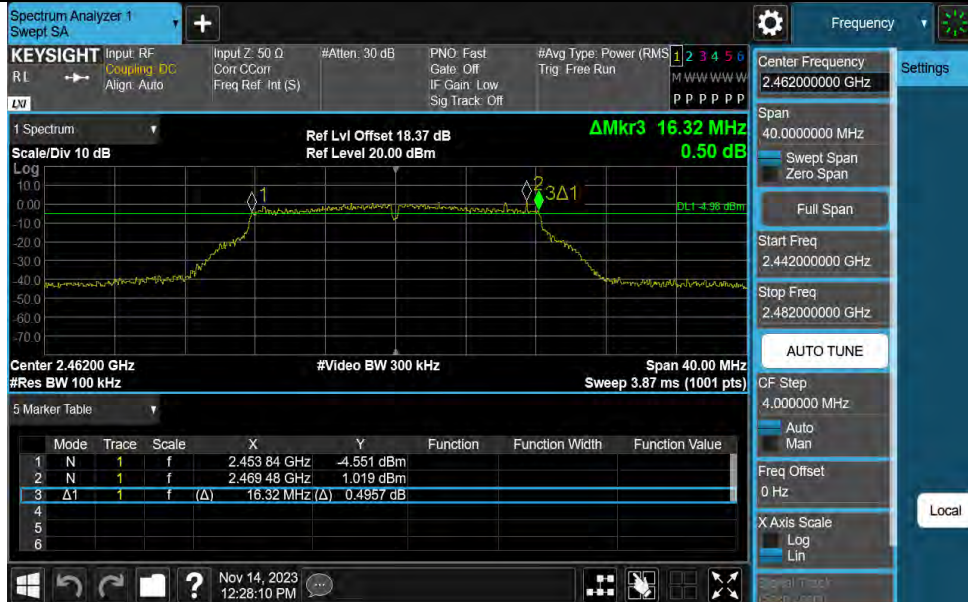 Spectrum Analyzer 1
Swept SA
Frequency
KEYSIGHT
RL
LXI
Input: RF
Coupling: DC
Align: Auto
Input Z: 50 Ω
Corr CCorr
Freq Ref: Int (S)
#Atten: 30 dB
PNO: Fast
Gate: Off
IF Gain: Low
Sig Track: Off
#Avg Type: Power (RMS
Trig: Free Run
1 2 3 4 5 6
M W W W W W
P P P P P P
1 Spectrum
Scale/Div 10 dB
Ref Lvl Offset 18.37 dB
Ref Level 20.00 dBm
ΔMkr3 16.32 MHz
0.50 dB
Log
10.0
0.00
-10.0
-20.0
-30.0
-40.0
-50.0
-60.0
-70.0
1
2
3Δ1
DL1 -4.98 dBm
Center 2.46200 GHz
#Video BW 300 kHz
Span 40.00 MHz
#Res BW 100 kHz
Sweep 3.87 ms (1001 pts)
5 Marker Table
Mode Trace Scale X Y Function Function Width Function Value
1 N 1 f 2.453 84 GHz -4.551 dBm
2 N 1 f 2.469 48 GHz 1.019 dBm
3 Δ1 1 f (Δ) 16.32 MHz (Δ) 0.4957 dB
4
5
6
Nov 14, 2023
12:28:10 PM
?
Center Frequency
2.462000000 GHz
Settings
Span
40.0000000 MHz
Swept Span
Zero Span
Full Span
Start Freq
2.442000000 GHz
Stop Freq
2.482000000 GHz
AUTO TUNE
CF Step
4.000000 MHz
Auto
Man
Freq Offset
0 Hz
Local
X Axis Scale
Log
Lin
Signal Track
(Span Zoom)